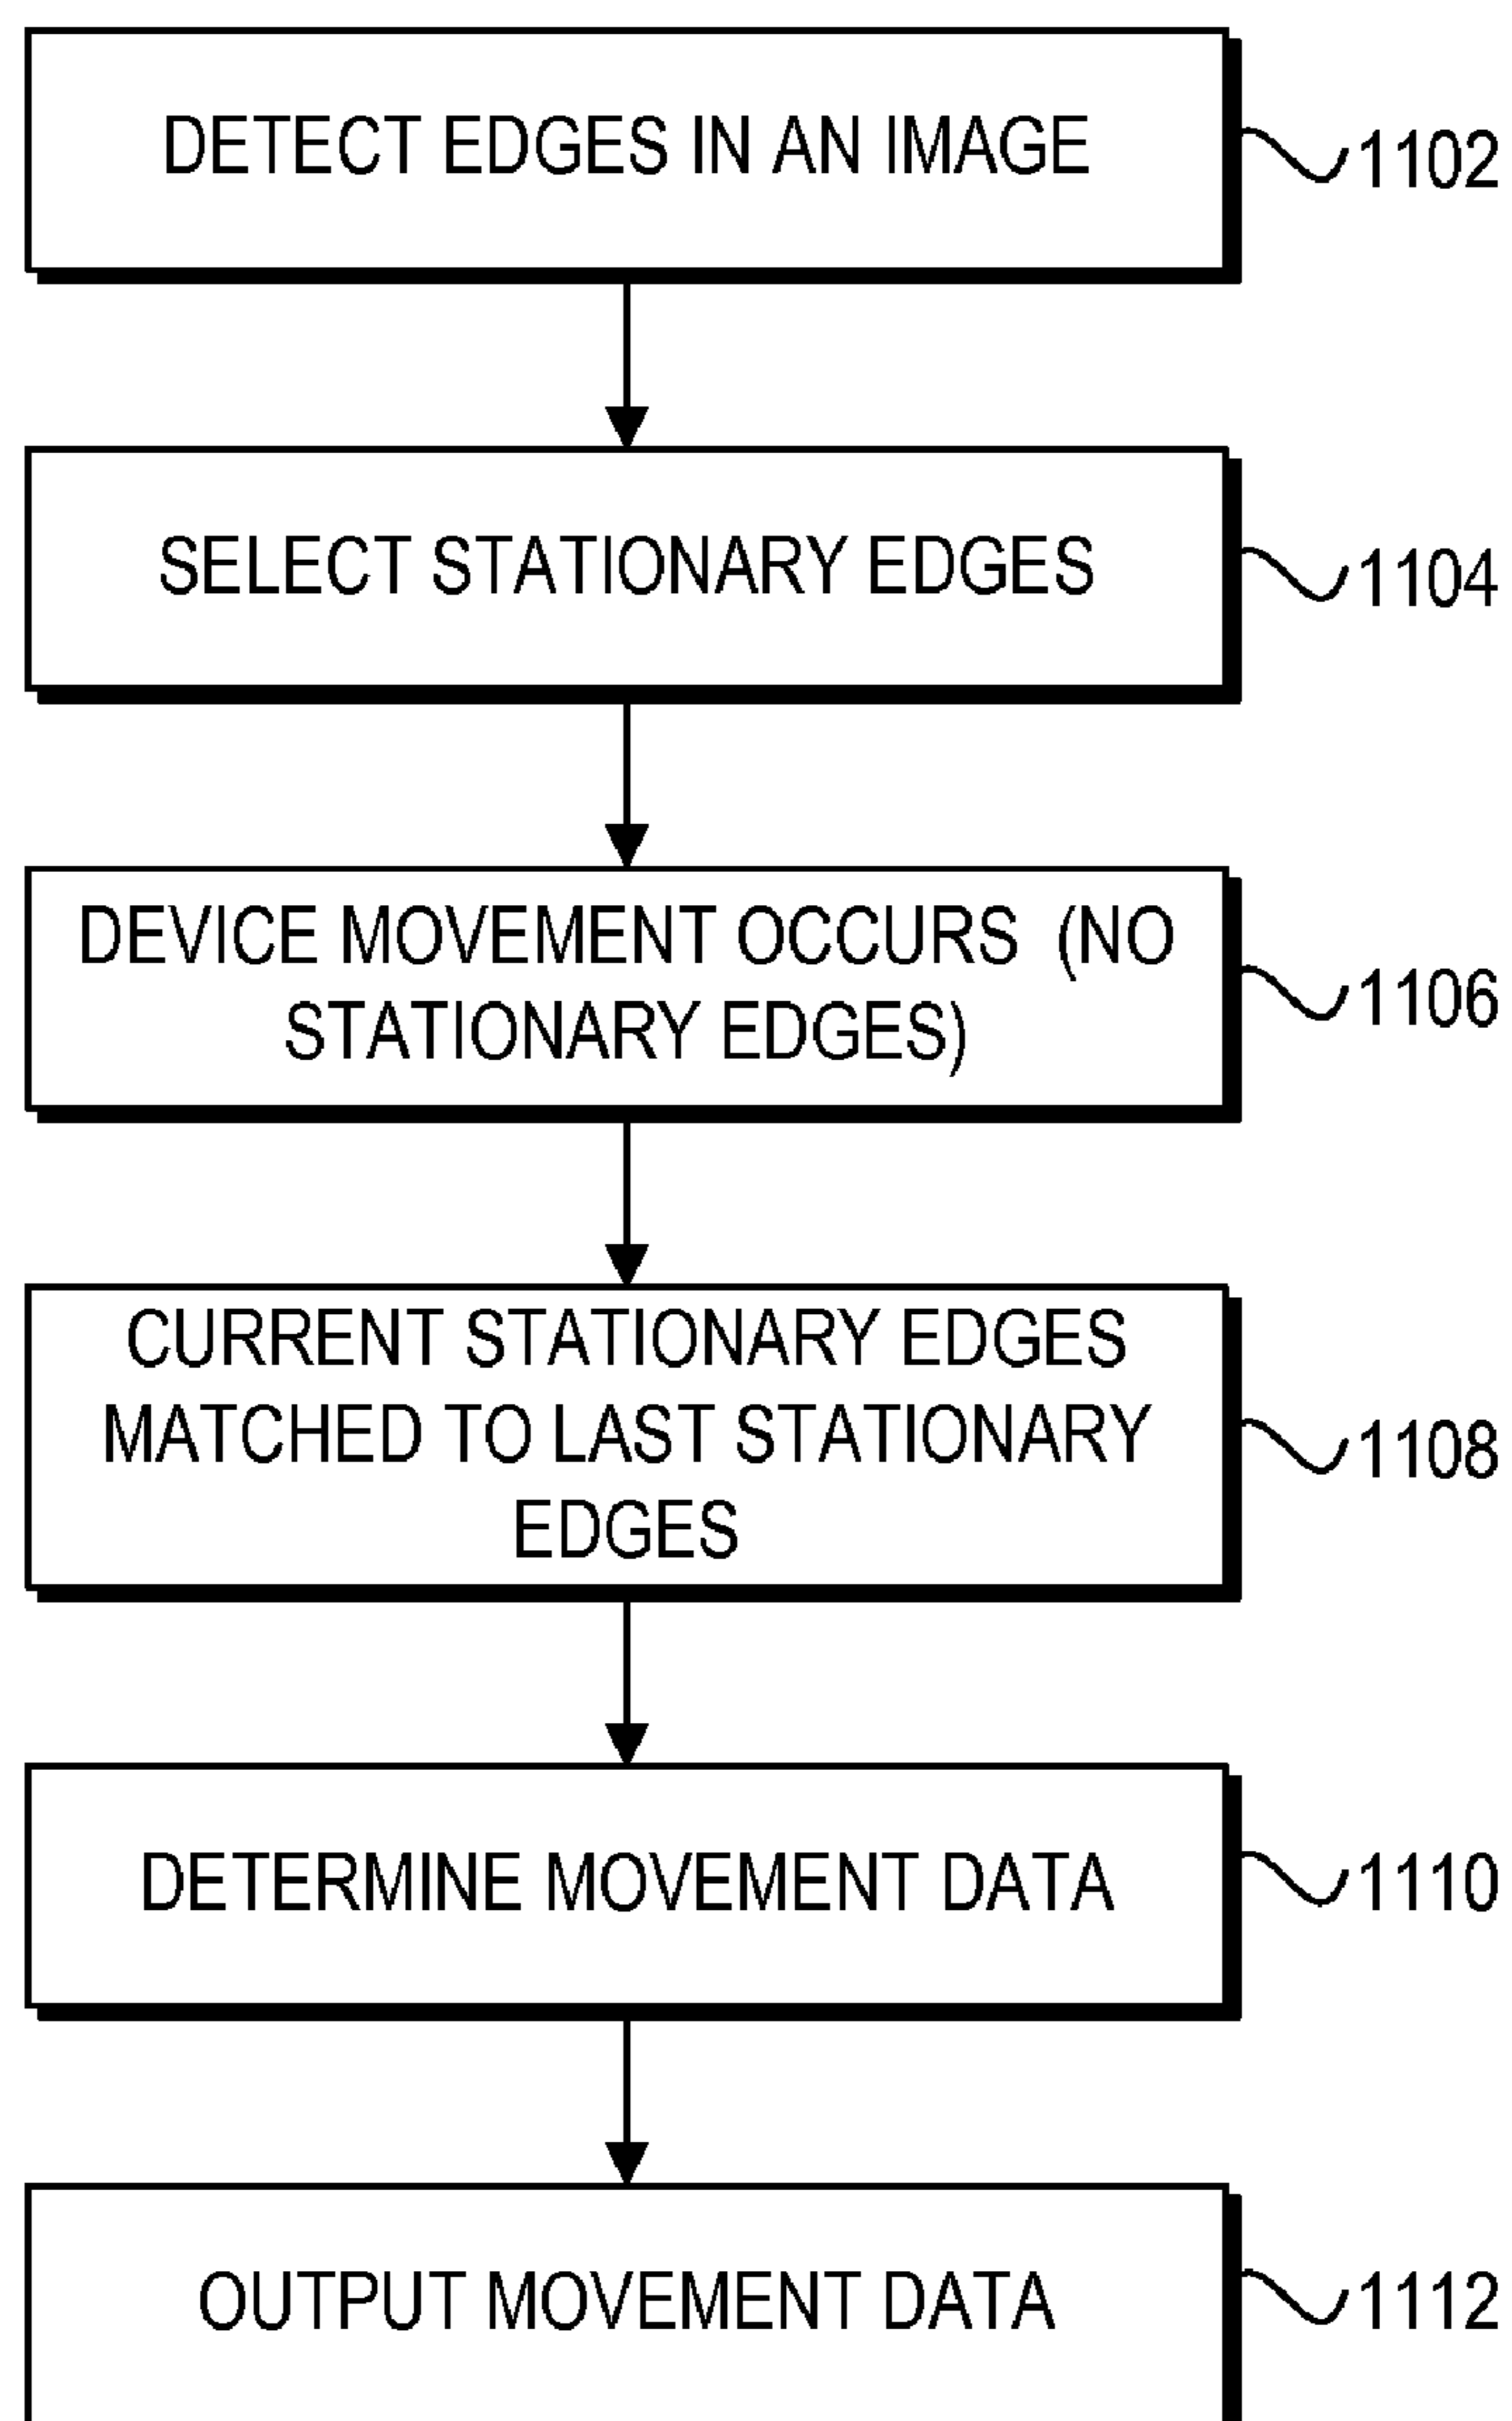 DETECT EDGES IN AN IMAGE
1102
SELECT STATIONARY EDGES
1104
DEVICE MOVEMENT OCCURS (NO
STATIONARY EDGES)
1106
CURRENT STATIONARY EDGES
MATCHED TO LAST STATIONARY
EDGES
1108
DETERMINE MOVEMENT DATA
1110
OUTPUT MOVEMENT DATA
1112